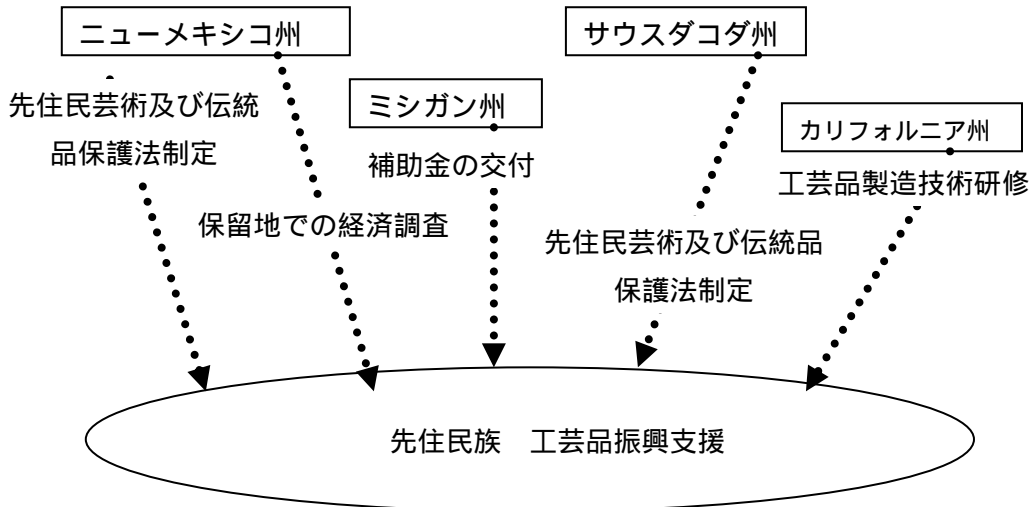 ニューメキシコ州
サウスダコダ州
ミシガン州
カリフォルニア州
先住民芸術及び伝統
品保護法制定
保留地での経済調査
補助金の交付
先住民芸術及び伝統品
保護法制定
工芸品製造技術研修
先住民族　工芸品振興支援